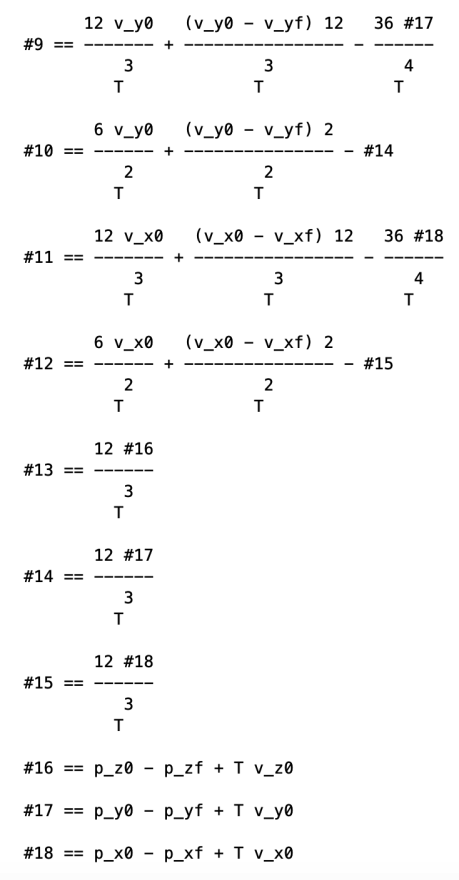 12 v_y0   (v_y0 - v_yf) 12   36 #17
#9 == ------- + ---------------- - ------
          3             3             4
         T             T             T
       6 v_y0   (v_y0 - v_yf) 2
#10 == ------ + --------------- - #14
          2            2
         T            T
       12 v_x0   (v_x0 - v_xf) 12   36 #18
#11 == ------- + ---------------- - ------
           3             3             4
          T             T             T
       6 v_x0   (v_x0 - v_xf) 2
#12 == ------ + --------------- - #15
          2            2
         T            T
       12 #16
#13 == ------
          3
         T
       12 #17
#14 == ------
          3
         T
       12 #18
#15 == ------
          3
         T
#16 == p_z0 - p_zf + T v_z0
#17 == p_y0 - p_yf + T v_y0
#18 == p_x0 - p_xf + T v_x0